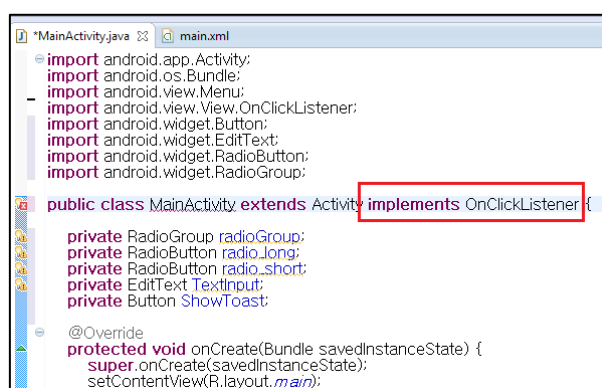 *MainActivity.java main.xml
import android.app.Activity;
import android.os.Bundle;
import android.view.Menu;
import android.view.View.OnClickListener;
import android.widget.Button;
import android.widget.EditText;
import android.widget.RadioButton;
import android.widget.RadioGroup;
public class MainActivity extends Activity implements OnClickListener {
private RadioGroup radioGroup;
private RadioButton radio_long;
private RadioButton radio_short;
private EditText TextInput;
private Button ShowToast;
@Override
protected void onCreate(Bundle savedInstanceState) {
super.onCreate(savedInstanceState);
setContentView(R.layout.main);